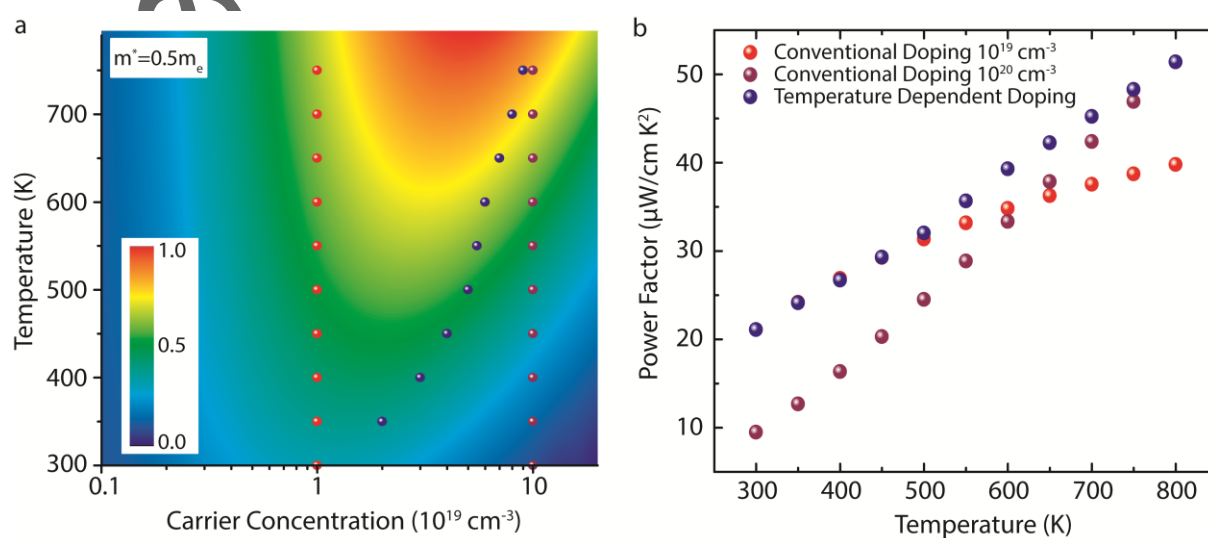 a
m*=0.5mₑ
Temperature (K)
700
600
500
400
300
1.0
0.5
0.0
0.1
1
10
Carrier Concentration (10¹⁹ cm⁻³)
b
Conventional Doping 10¹⁹ cm⁻³
Conventional Doping 10²⁰ cm⁻³
Temperature Dependent Doping
Power Factor (μW/cm K²)
50
40
30
20
10
300
400
500
600
700
800
Temperature (K)